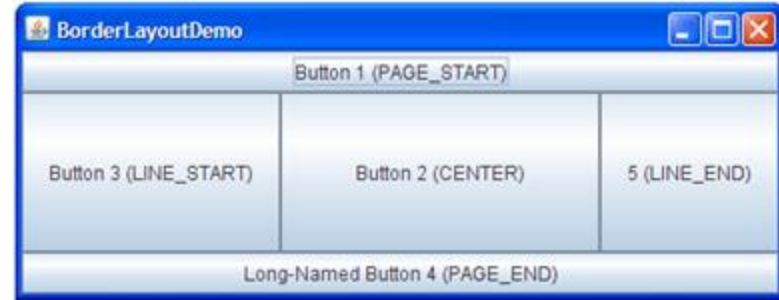 BorderLayoutDemo
Button 1 (PAGE_START)
Button 3 (LINE_START) Button 2 (CENTER) 5 (LINE_END)
Long-Named Button 4 (PAGE_END)